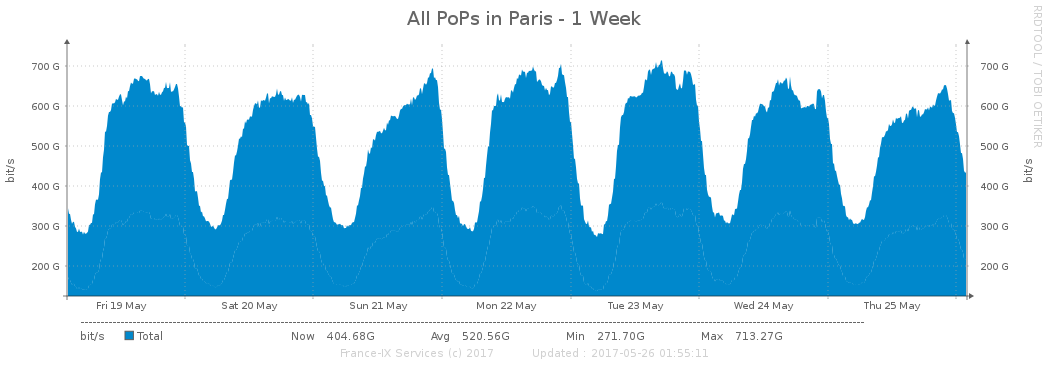 All PoPs in Paris - 1 Week
RRDTOOL / TOBI OETIKER
bit/s
700 G
600 G
500 G
400 G
300 G
200 G
700 G
600 G
500 G
400 G
300 G
200 G
bit/s
Fri 19 May Sat 20 May Sun 21 May Mon 22 May Tue 23 May Wed 24 May Thu 25 May
bit/s Total Now 404.68G Avg 520.56G Min 271.70G Max 713.27G
France-IX Services (c) 2017 Updated : 2017-05-26 01:55:11